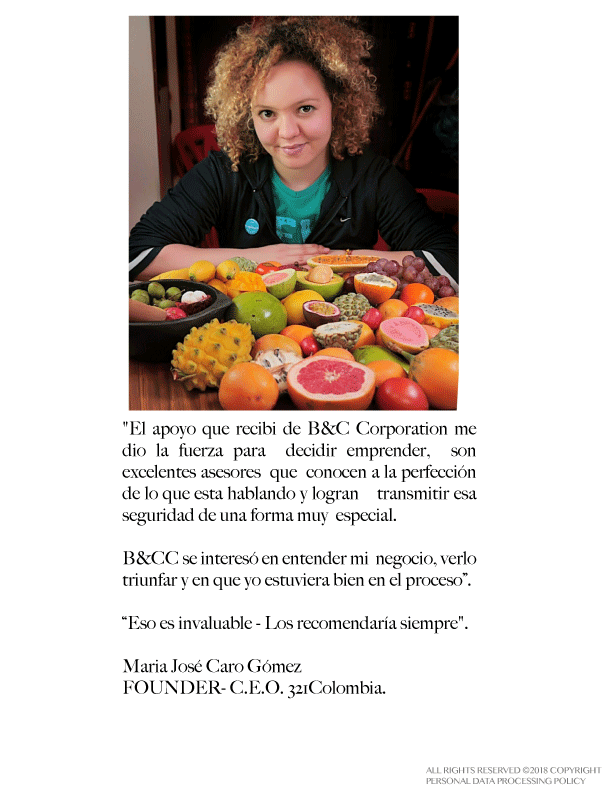 "El apoyo que recibi de B&C Corporation me
dio la fuerza para decidir emprender, son
excelentes asesores que conocen a la perfección
de lo que esta hablando y logran transmitir esa
seguridad de una forma muy especial.
B&CC se interesó en entender mi negocio, verlo
triunfar y en que yo estuviera bien en el proceso”.
“Eso es invaluable - Los recomendaría siempre".
Maria José Caro Gómez
FOUNDER- C.E.O. 321Colombia.
ALL RIGHTS RESERVED ©2018 COPYRIGHT
PERSONAL DATA PROCESSING POLICY